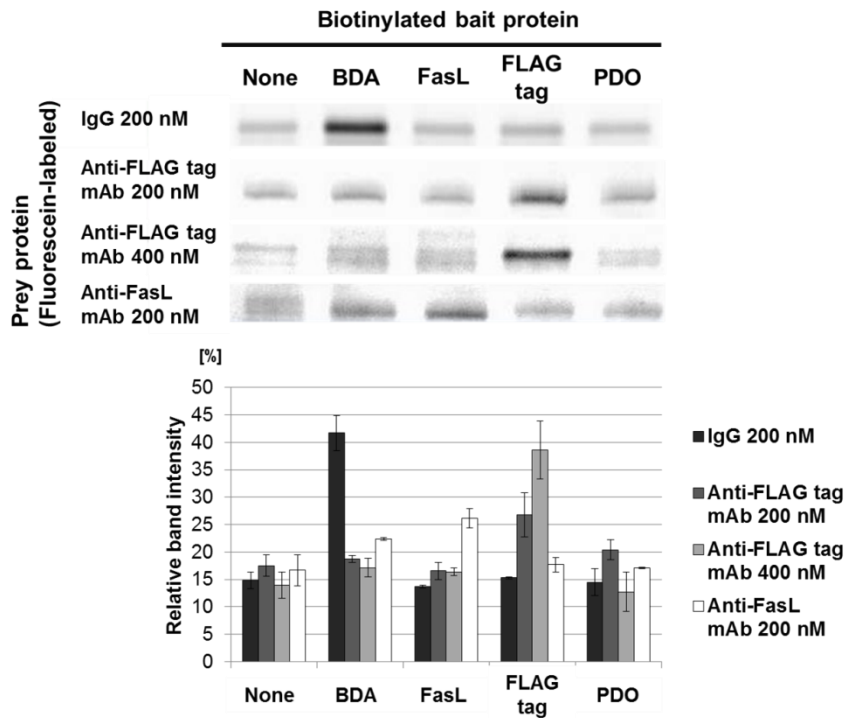 Biotinylated bait protein
None BDA FasL FLAG tag PDO
Prey protein
(Fluorescein-labeled)
IgG 200 nM
Anti-FLAG tag
mAb 200 nM
Anti-FLAG tag
mAb 400 nM
Anti-FasL
mAb 200 nM
[%]
Relative band intensity
50
45
40
35
30
25
20
15
10
5
0
None BDA FasL FLAG tag PDO
IgG 200 nM
Anti-FLAG tag
mAb 200 nM
Anti-FLAG tag
mAb 400 nM
Anti-FasL
mAb 200 nM